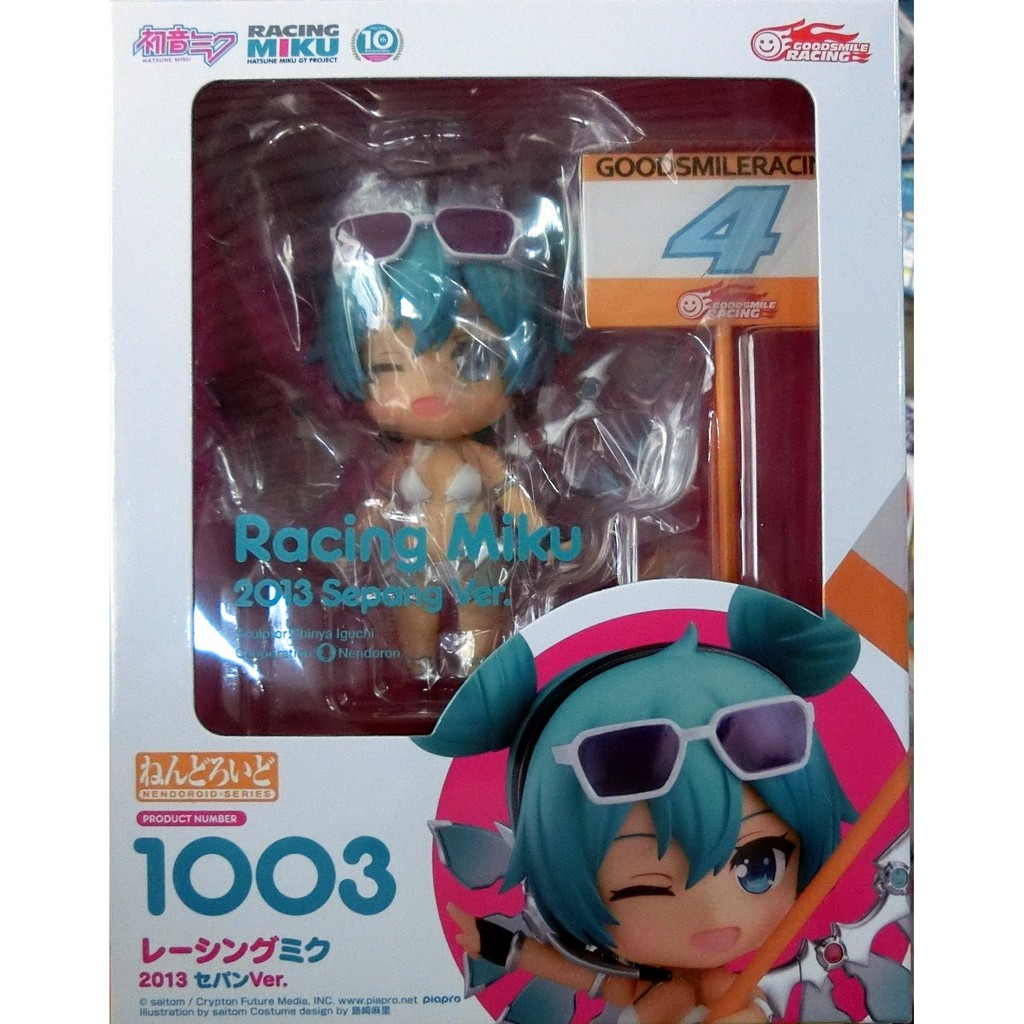 初音ミク
HATSUNE MIKU
RACING
MIKU
HATSUNE MIKU GT PROJECT
10th
GOODSMILE
RACING
GOODSMILERACIN
4
GOODSMILE
RACING
Racing Miku
2013 Sepang Ver.
Sculptor Shinya Iguchi
Cooperation Nendoron
ねんどろいど
NENDOROID·SERIES
PRODUCT NUMBER
1003
レーシングミク
2013 セパンVer.
© saitom / Crypton Future Media, INC. www.piapro.net piapro
Illustration by saitom Costume design by 島崎麻里